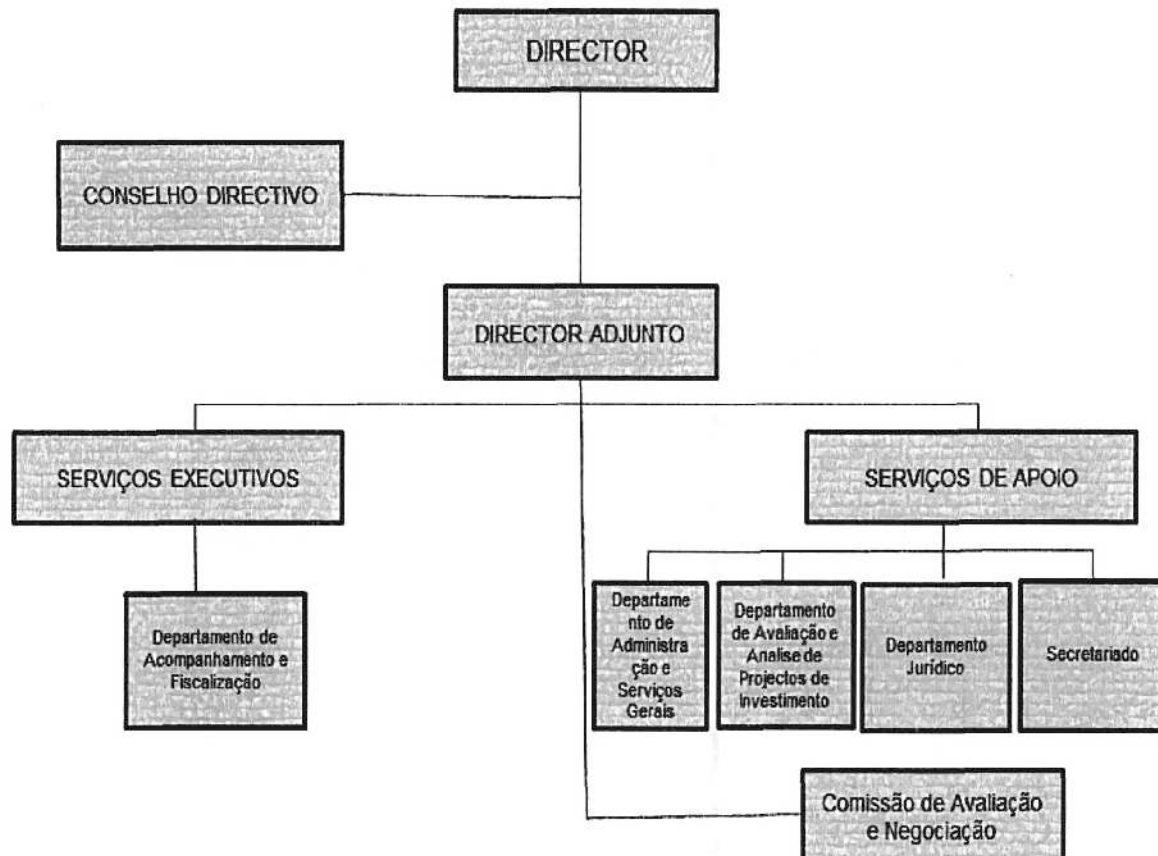 DIRECTOR
CONSELHO DIRECTIVO
DIRECTOR ADJUNTO
SERVIÇOS EXECUTIVOS
SERVIÇOS DE APOIO
Departamento de
Acompanhamento e
Fiscalização
Departame
nto de
Administra
ção e
Serviços
Gerais
Departamento
de Avaliação e
Analise de
Projectos de
Investimento
Departamento
Jurídico
Secretariado
Comissão de Avaliação
e Negociação